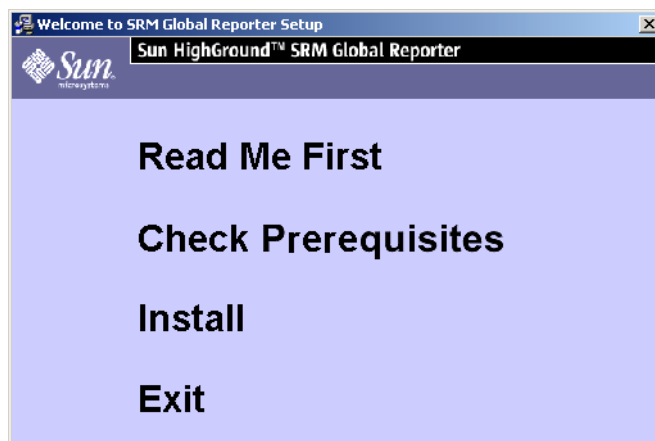 Welcome to SRM Global Reporter Setup
Sun HighGround™ SRM Global Reporter
Sun
microsystems
Read Me First
Check Prerequisites
Install
Exit